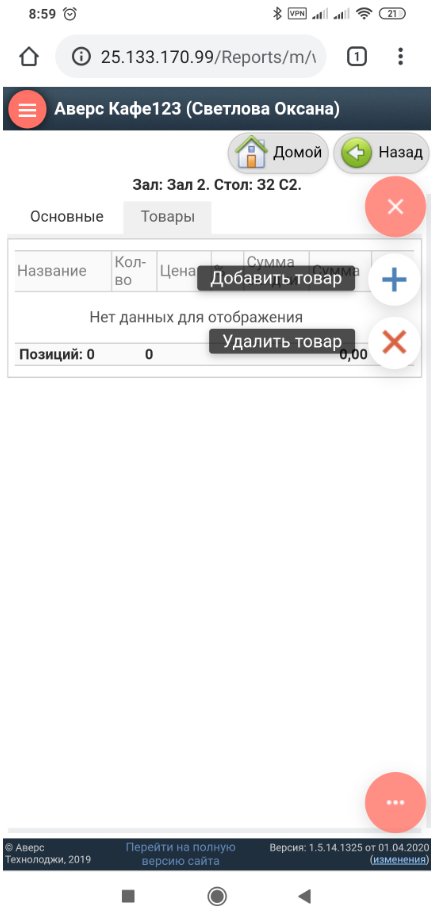 8:59 VPN 21
25.133.170.99/Reports/m/
1
Аверс Кафе123 (Светлова Оксана)
Домой Назад
Зал: Зал 2. Стол: 32 С2.
Основные Товары
Название Кол-во Цена Сумма Сумма
Добавить товар
Нет данных для отображения
Удалить товар
Позиций: 0 0 0,00
© Аверс Технолоджи, 2019
Перейти на полную версию сайта
Версия: 1.5.14.1325 от 01.04.2020
(изменения)